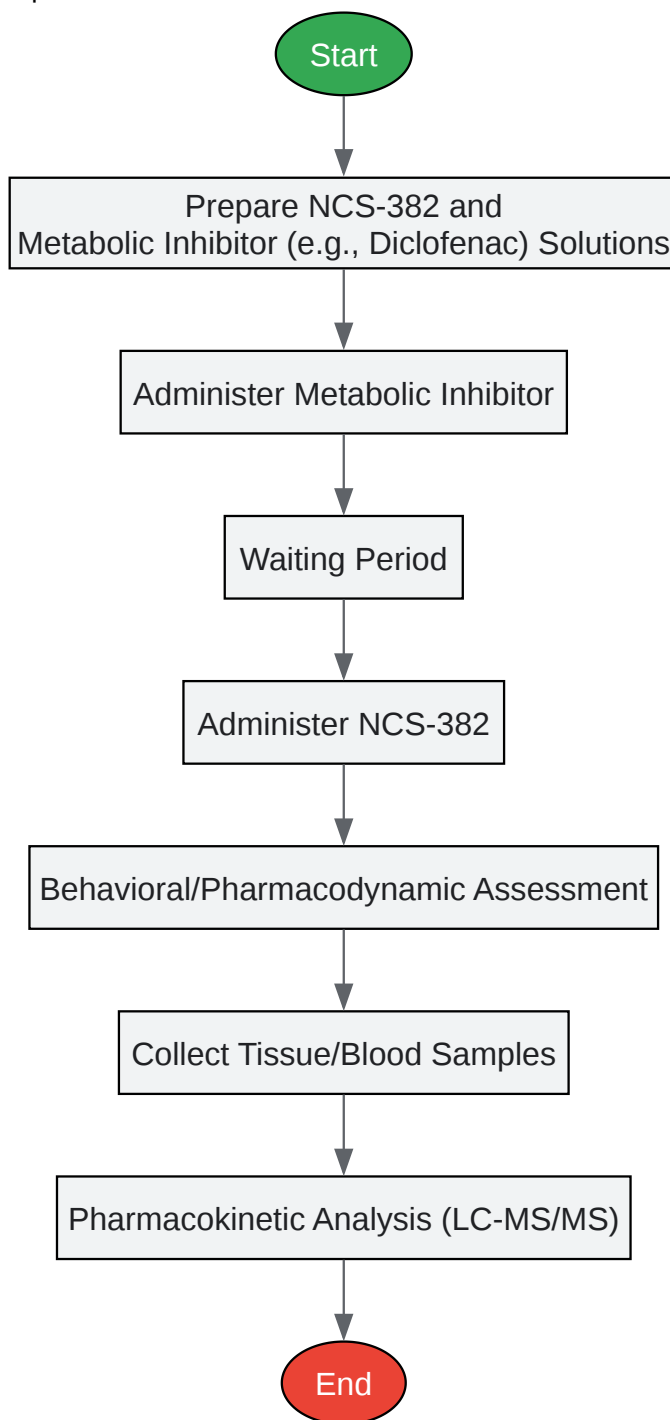 Start
Prepare NCS-382 and
Metabolic Inhibitor (e.g., Diclofenac) Solutions
Administer Metabolic Inhibitor
Waiting Period
Administer NCS-382
Behavioral/Pharmacodynamic Assessment
Collect Tissue/Blood Samples
Pharmacokinetic Analysis (LC-MS/MS)
End